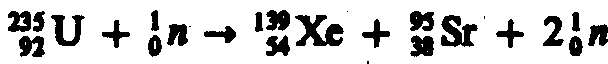 ²³⁵₉₂U + ¹₀n → ¹³⁹₅₄Xe + ⁹⁵₃₈Sr + 2¹₀n